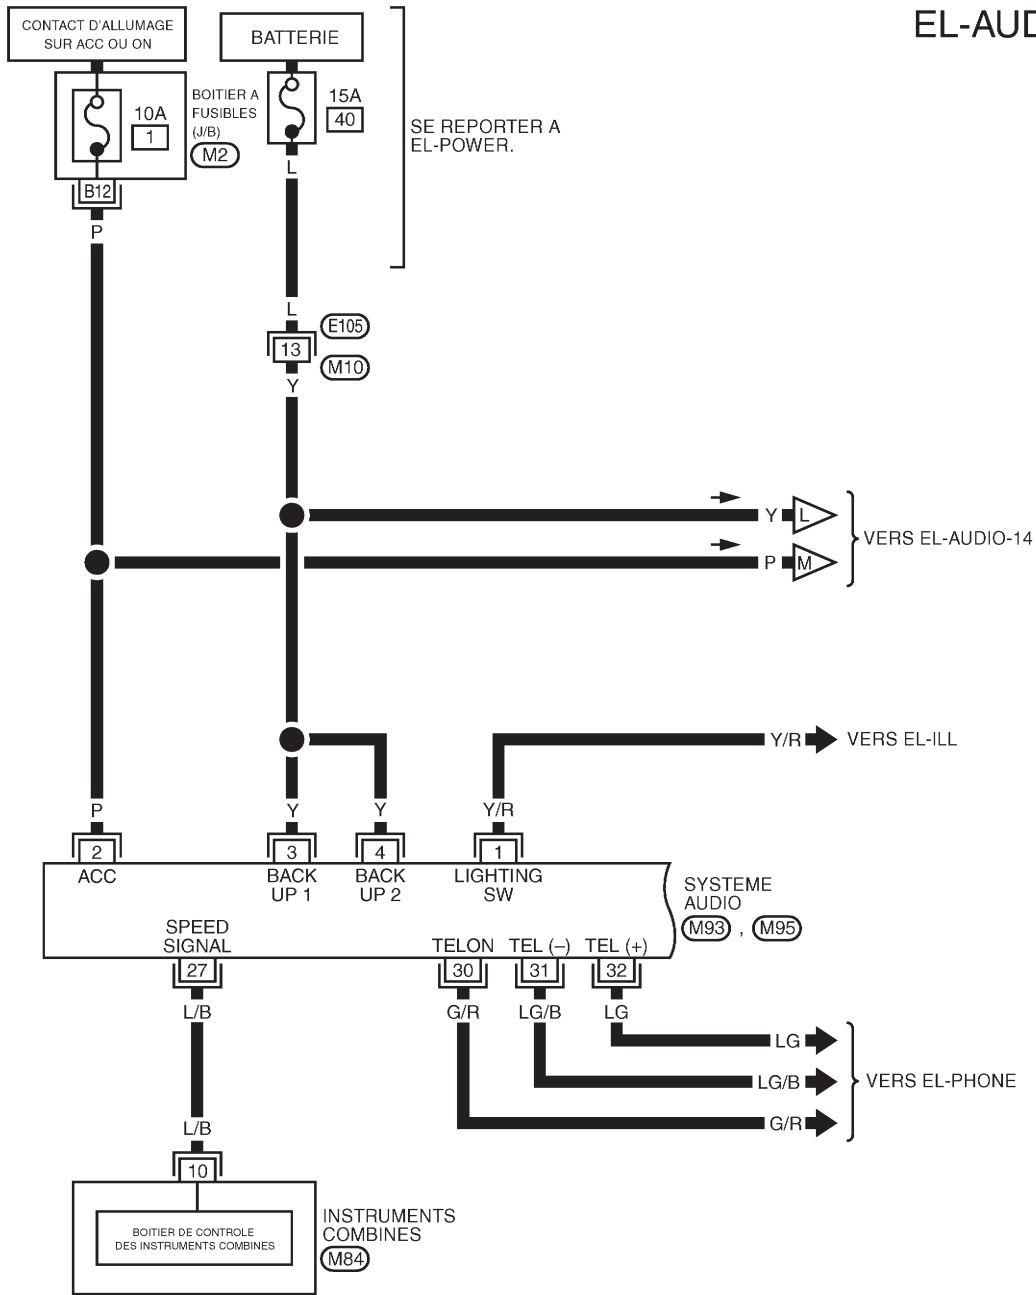 EL-AUD
CONTACT D'ALLUMAGE
SUR ACC OU ON
BATTERIE
10A
1
BOITIER A
FUSIBLES
(J/B)
M2
15A
40
SE REPORTER A
EL-POWER.
B12
L
P
L
E105
13
M10
Y
Y
L
P
M
VERS EL-AUDIO-14
Y/R
VERS EL-ILL
P
Y
Y
Y/R
2
3
4
1
ACC
BACK
UP 1
BACK
UP 2
LIGHTING
SW
SYSTEME
AUDIO
M93 , M95
SPEED
SIGNAL
TELON
TEL (–)
TEL (+)
27
30
31
32
L/B
G/R
LG/B
LG
LG
LG/B
G/R
VERS EL-PHONE
L/B
10
BOITIER DE CONTROLE
DES INSTRUMENTS COMBINES
INSTRUMENTS
COMBINES
M84